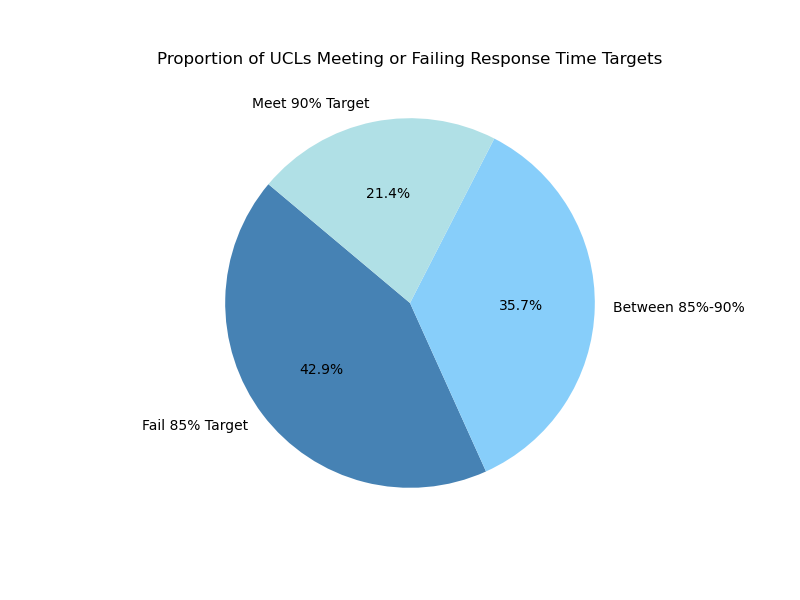 Proportion of UCLs Meeting or Failing Response Time Targets
Meet 90% Target
21.4%
35.7%
Between 85%-90%
42.9%
Fail 85% Target